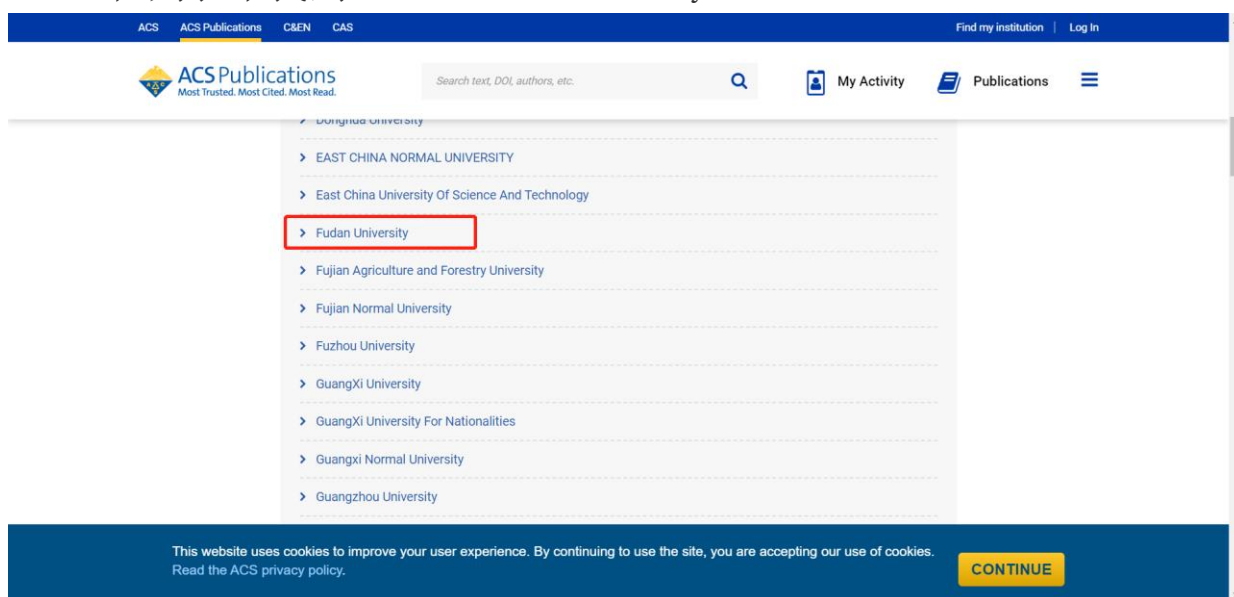 ACS ACS Publications C&EN CAS Find my institution | Log In
ACS Publications
Most Trusted. Most Cited. Most Read.
Search text, DOI, authors, etc.
My Activity
Publications
Donghua University
EAST CHINA NORMAL UNIVERSITY
East China University Of Science And Technology
Fudan University
Fujian Agriculture and Forestry University
Fujian Normal University
Fuzhou University
GuangXi University
GuangXi University For Nationalities
Guangxi Normal University
Guangzhou University
This website uses cookies to improve your user experience. By continuing to use the site, you are accepting our use of cookies.
Read the ACS privacy policy.
CONTINUE